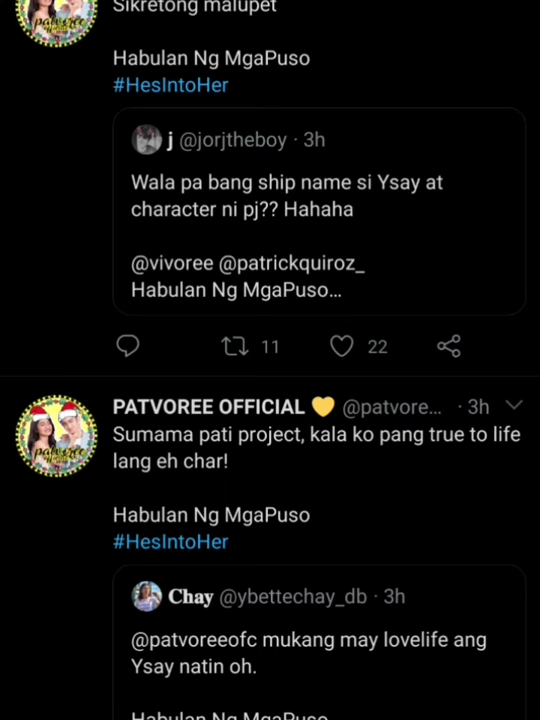 Sikretong malupet
Habulan Ng MgaPuso
#HesIntoHer
j @jorjtheboy · 3h
Wala pa bang ship name si Ysay at
character ni pj?? Hahaha
@vivoree @patrickquiroz_
Habulan Ng MgaPuso...
11 22
PATVOREE OFFICIAL 💛 @patvore... · 3h
Sumama pati project, kala ko pang true to life
lang eh char!
Habulan Ng MgaPuso
#HesIntoHer
Chay @ybettechay_db · 3h
@patvoreeofc mukang may lovelife ang
Ysay natin oh.
Habulan Ng MgaPuso